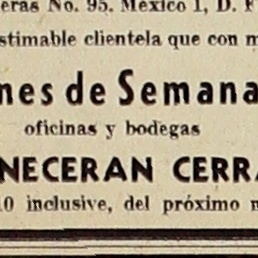 eras No. 95. México 1, D. F
stimable clientela que con m
nes de Semana
oficinas y bodegas
NECERAN CERRA
10 inclusive, del próximo m